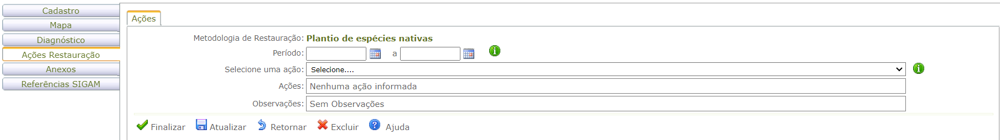 Cadastro
Mapa
Diagnóstico
Ações Restauração
Anexos
Referências SIGAM
Ações
Metodologia de Restauração: Plantio de espécies nativas
Período: a
Selecione uma ação: Selecione....
Ações: Nenhuma ação informada
Observações: Sem Observações
Finalizar Atualizar Retornar Excluir Ajuda